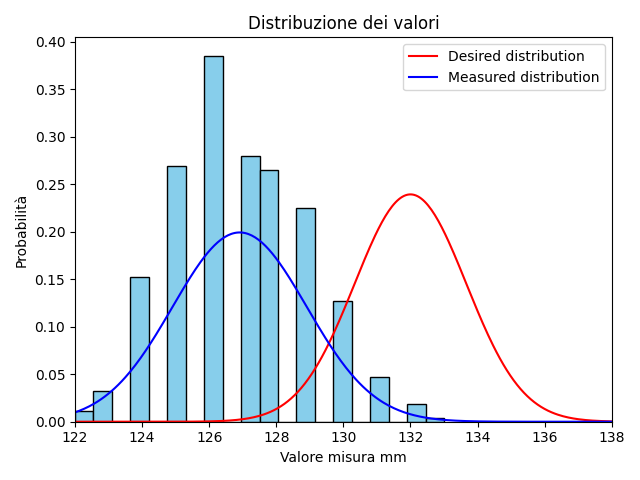 Distribuzione dei valori
Desired distribution
Measured distribution
Probabilità
0.40
0.35
0.30
0.25
0.20
0.15
0.10
0.05
0.00
122 124 126 128 130 132 134 136 138
Valore misura mm